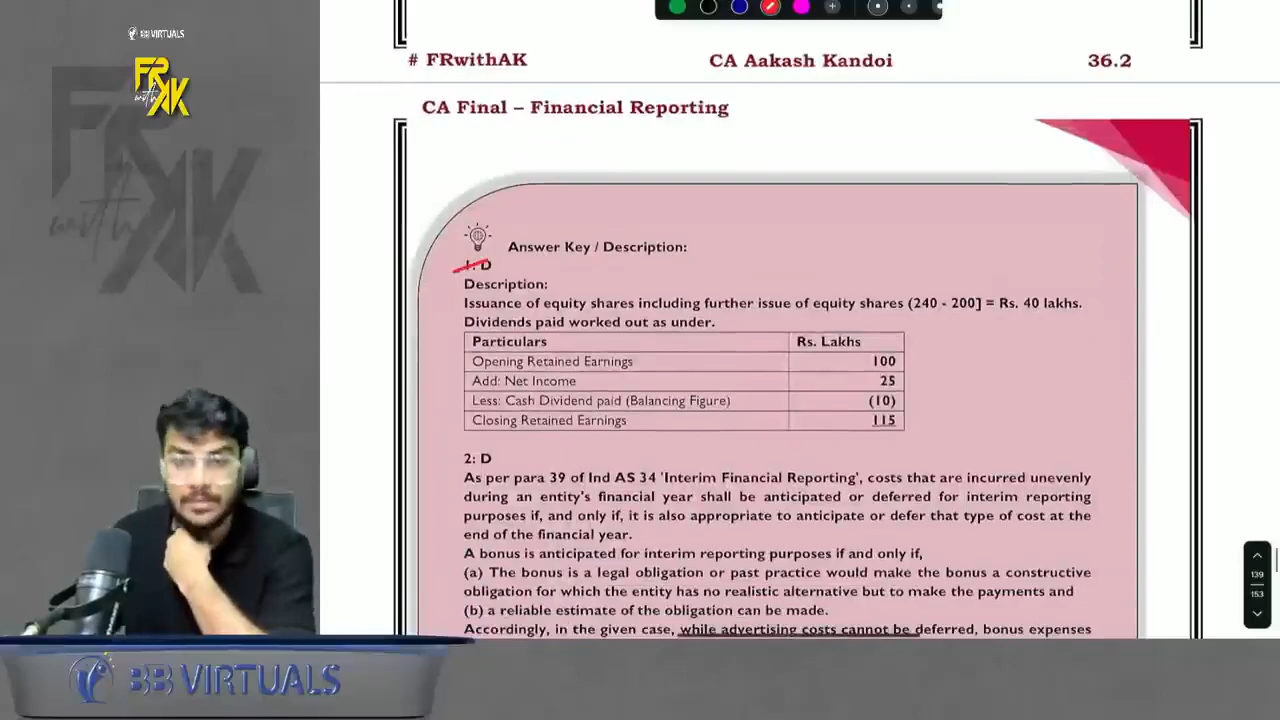 BB VIRTUALS
FR
with
AK
FR
with
AK
# FRwithAK CA Aakash Kandoi 36.2
CA Final – Financial Reporting
Answer Key / Description:
1: D
Description:
Issuance of equity shares including further issue of equity shares (240 - 200] = Rs. 40 lakhs.
Dividends paid worked out as under.
Particulars Rs. Lakhs
Opening Retained Earnings 100
Add: Net Income 25
Less: Cash Dividend paid (Balancing Figure) (10)
Closing Retained Earnings 115
2: D
As per para 39 of Ind AS 34 'Interim Financial Reporting', costs that are incurred unevenly
during an entity's financial year shall be anticipated or deferred for interim reporting
purposes if, and only if, it is also appropriate to anticipate or defer that type of cost at the
end of the financial year.
A bonus is anticipated for interim reporting purposes if and only if,
(a) The bonus is a legal obligation or past practice would make the bonus a constructive
obligation for which the entity has no realistic alternative but to make the payments and
(b) a reliable estimate of the obligation can be made.
Accordingly, in the given case, while advertising costs cannot be deferred, bonus expenses
139
153
BB VIRTUALS